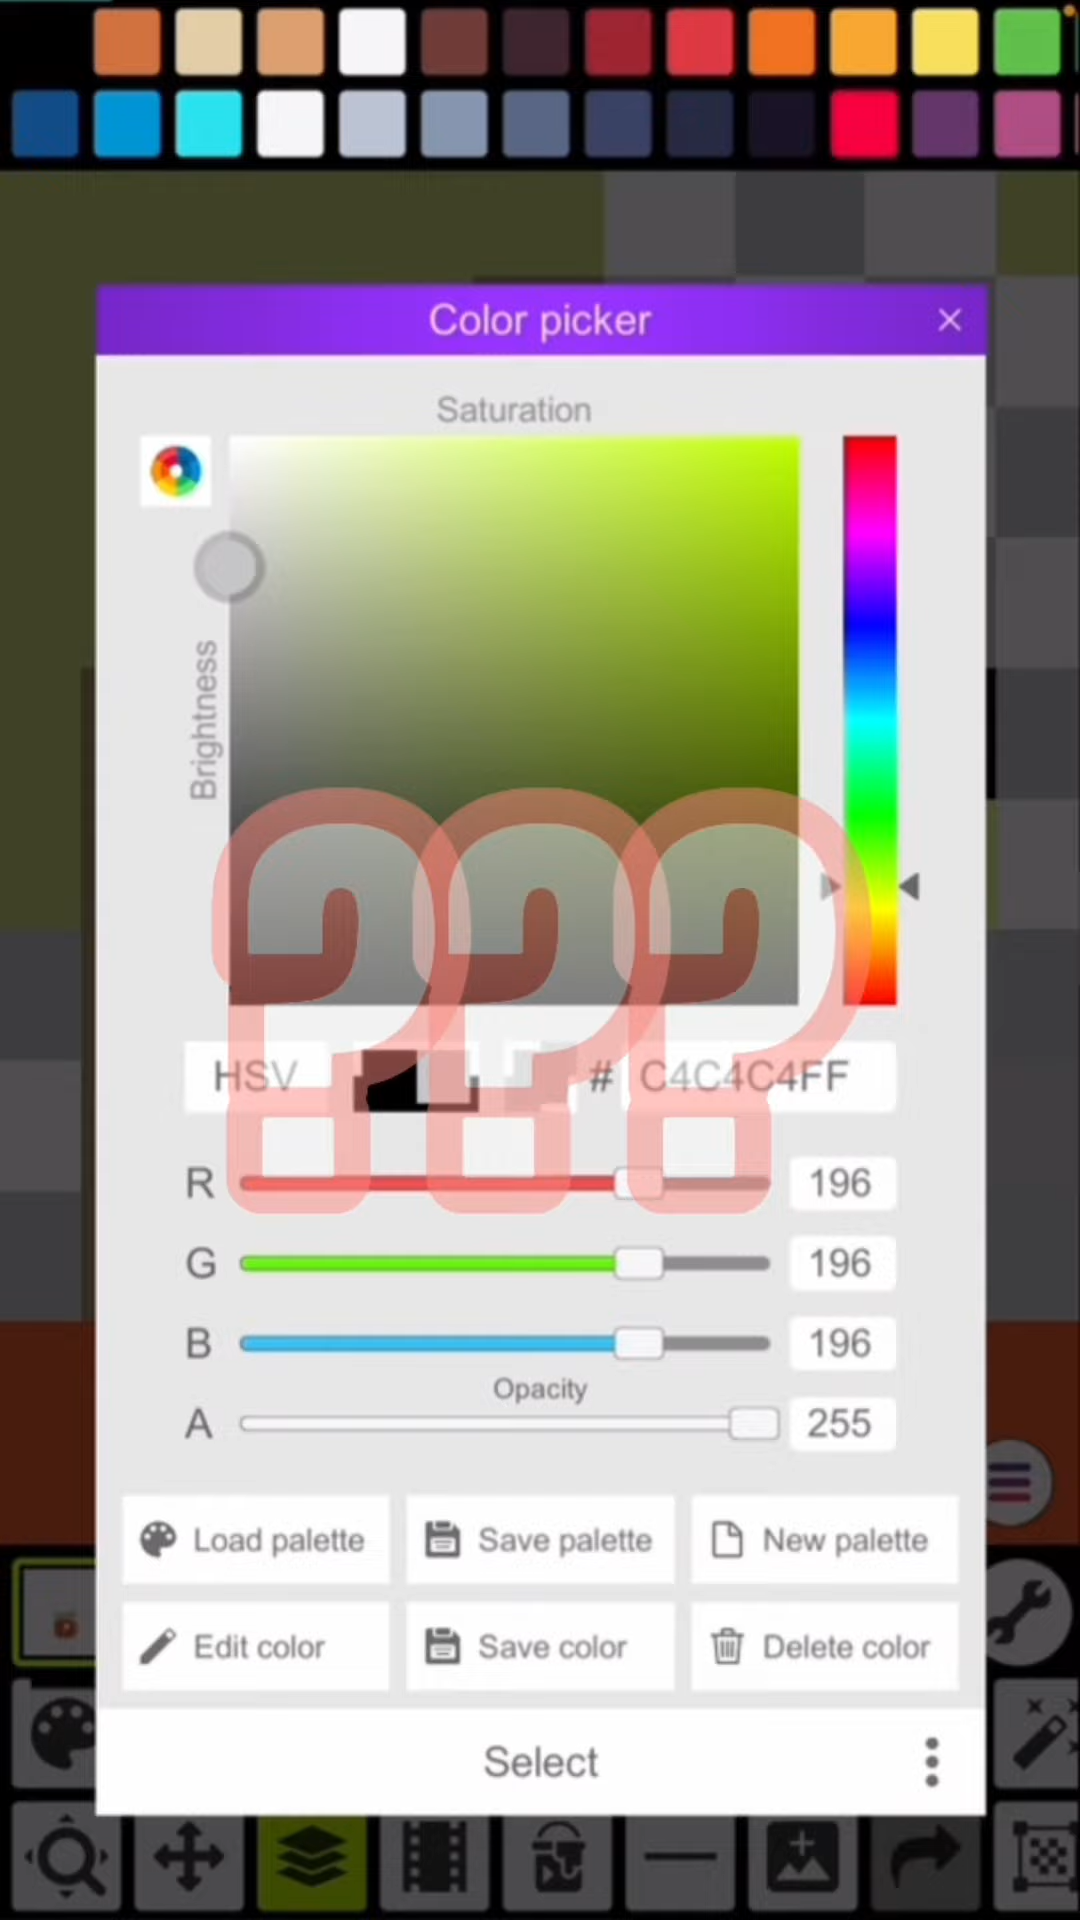 Color picker
Saturation
Brightness
???
HSV # C4C4C4FF
R 196
G 196
B 196
Opacity
A 255
Load palette Save palette New palette
Edit color Save color Delete color
Select